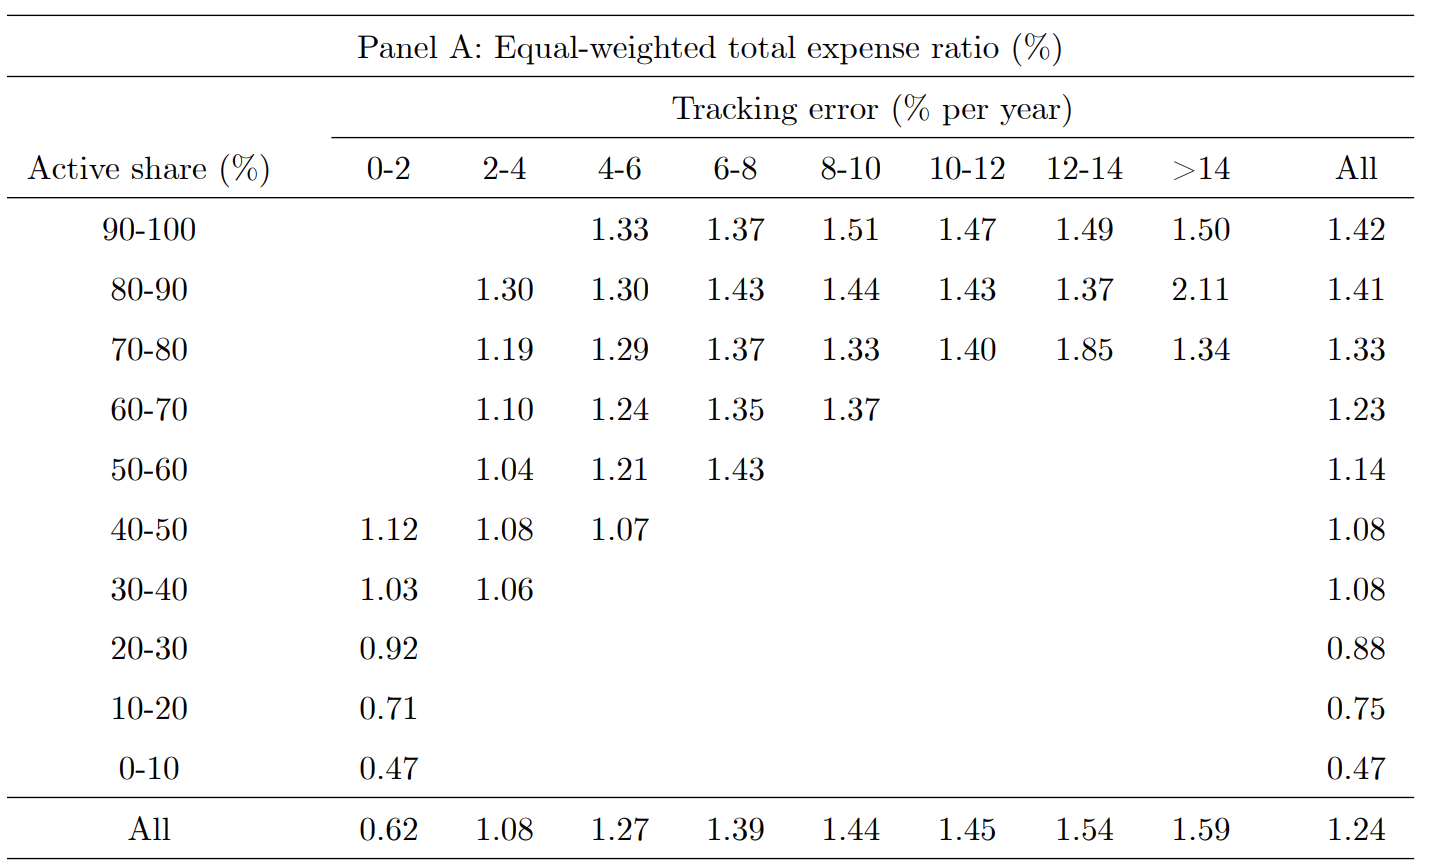 Panel A: Equal-weighted total expense ratio (%)
Tracking error (% per year)
Active share (%) 0-2 2-4 4-6 6-8 8-10 10-12 12-14 >14 All
90-100 1.33 1.37 1.51 1.47 1.49 1.50 1.42
80-90 1.30 1.30 1.43 1.44 1.43 1.37 2.11 1.41
70-80 1.19 1.29 1.37 1.33 1.40 1.85 1.34 1.33
60-70 1.10 1.24 1.35 1.37 1.23
50-60 1.04 1.21 1.43 1.14
40-50 1.12 1.08 1.07 1.08
30-40 1.03 1.06 1.08
20-30 0.92 0.88
10-20 0.71 0.75
0-10 0.47 0.47
All 0.62 1.08 1.27 1.39 1.44 1.45 1.54 1.59 1.24